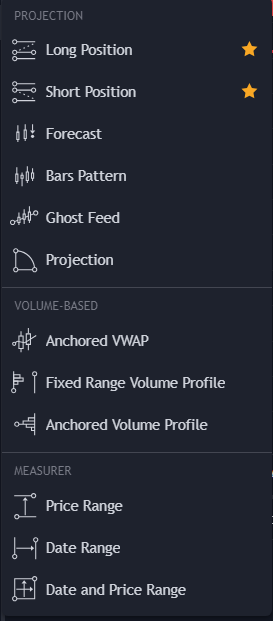 PROJECTION
Long Position
Short Position
Forecast
Bars Pattern
Ghost Feed
Projection
VOLUME-BASED
Anchored VWAP
Fixed Range Volume Profile
Anchored Volume Profile
MEASURER
Price Range
Date Range
Date and Price Range